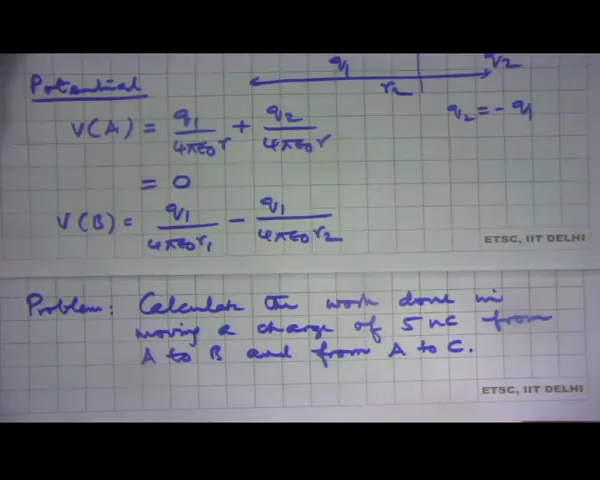 q₁ q₂
r₂
Potential
q₂ = - q₁
V(A) = q₁/4πε₀r + q₂/4πε₀r
= 0
V(B) = q₁/4πε₀r₁ - q₁/4πε₀r₂
ETSC, IIT DELHI
Problem: Calculate the work done in
moving a charge of 5 nC from
A to B and from A to C.
ETSC, IIT DELHI